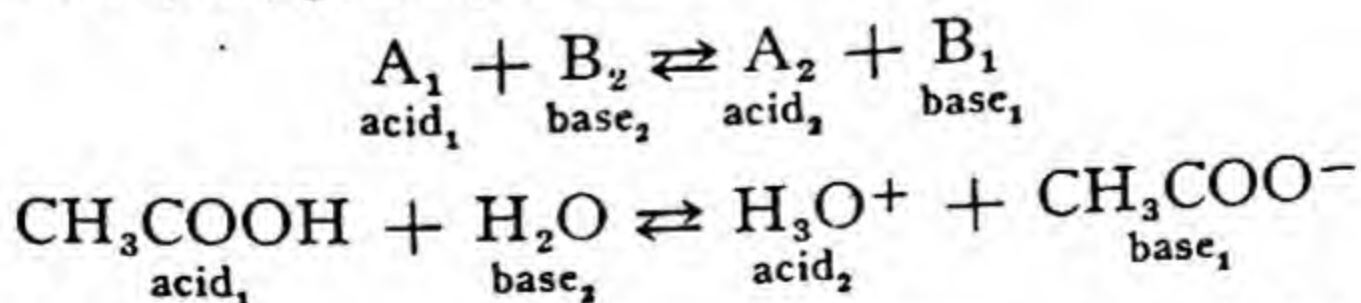 A₁ + B₂ ⇄ A₂ + B₁
acid₁ base₂ acid₂ base₁
CH₃COOH + H₂O ⇄ H₃O⁺ + CH₃COO⁻
acid₁ base₂ acid₂ base₁